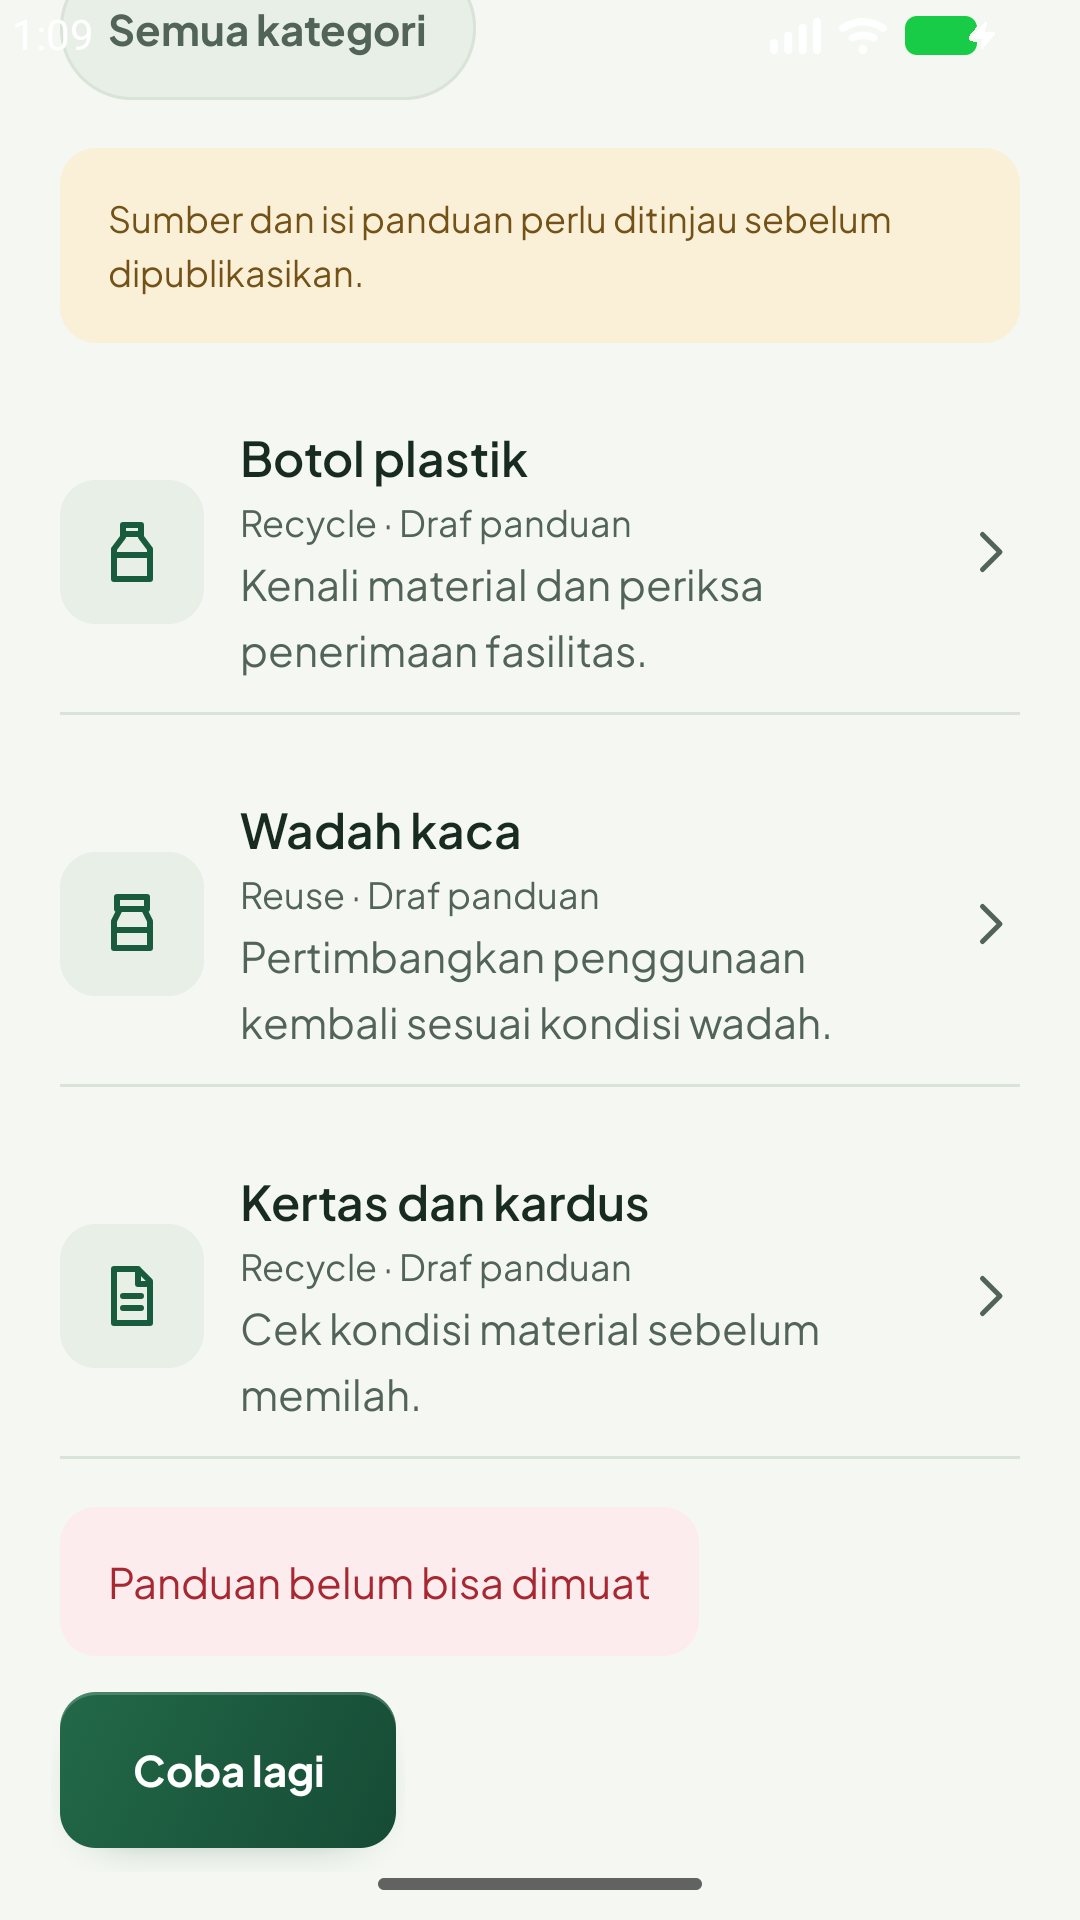 1:09
Semua kategori
Sumber dan isi panduan perlu ditinjau sebelum
dipublikasikan.
Botol plastik
Recycle · Draf panduan
Kenali material dan periksa
penerimaan fasilitas.
Wadah kaca
Reuse · Draf panduan
Pertimbangkan penggunaan
kembali sesuai kondisi wadah.
Kertas dan kardus
Recycle · Draf panduan
Cek kondisi material sebelum
memilah.
Panduan belum bisa dimuat
Coba lagi